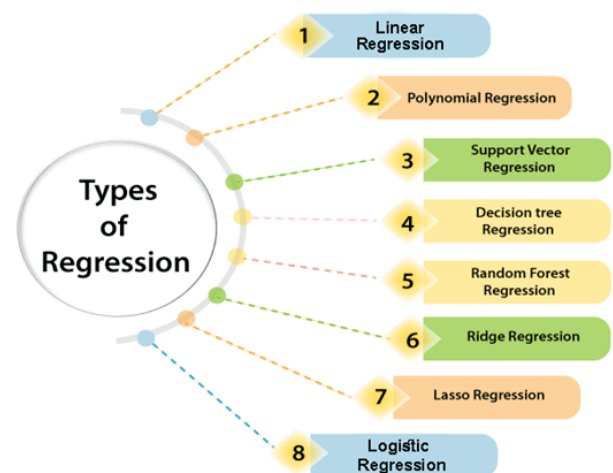 Types
of
Regression
1
Linear
Regression
2
Polynomial Regression
3
Support Vector
Regression
4
Decision tree
Regression
5
Random Forest
Regression
6
Ridge Regression
7
Lasso Regression
8
Logistic
Regression